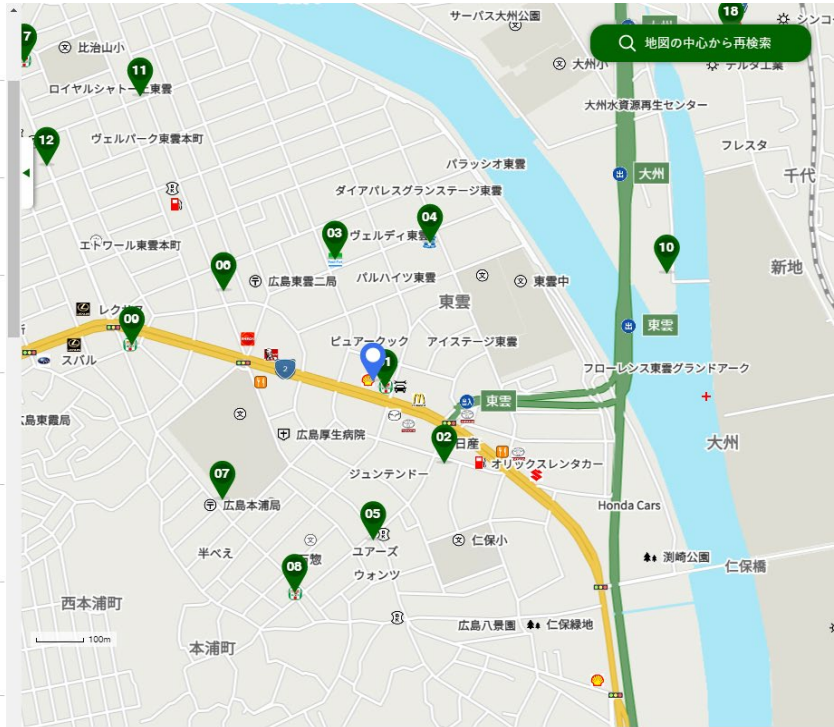 サーパス大州公園
18
シンコ
7
比治山小
地図の中心から再検索
大州小
デルタ工業
11
ロイヤルシャトー上東雲
大州水資源再生センター
12
ヴェルパーク東雲本町
フレスタ
パラッシオ東雲
大州
千代
ダイアパレスグランステージ東雲
04
03
ヴェルディ東雲
エトワール東雲本町
10
06
広島東雲二局
パルハイツ東雲
東雲中
新地
東雲
レクサス
09
東雲
ピュアークック
アイステージ東雲
スバル
2
フローレンス東雲グランドアーク
東雲
広島東霞局
広島厚生病院
02
日産
大州
ジュンテンドー
オリックスレンタカー
07
広島本浦局
Honda Cars
05
半べえ
ユアーズ
仁保小
08
ウォンツ
渕崎公園
仁保橋
西本浦町
100m
本浦町
広島八景園
仁保緑地